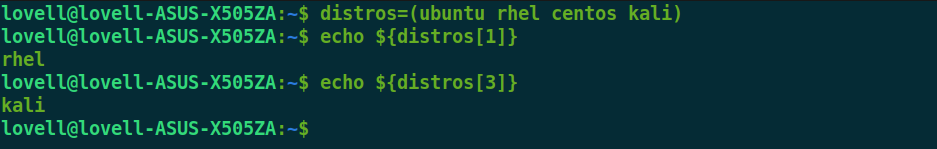 lovell@lovell-ASUS-X505ZA:~$ distros=(ubuntu rhel centos kali)
lovell@lovell-ASUS-X505ZA:~$ echo ${distros[1]}
rhel
lovell@lovell-ASUS-X505ZA:~$ echo ${distros[3]}
kali
lovell@lovell-ASUS-X505ZA:~$